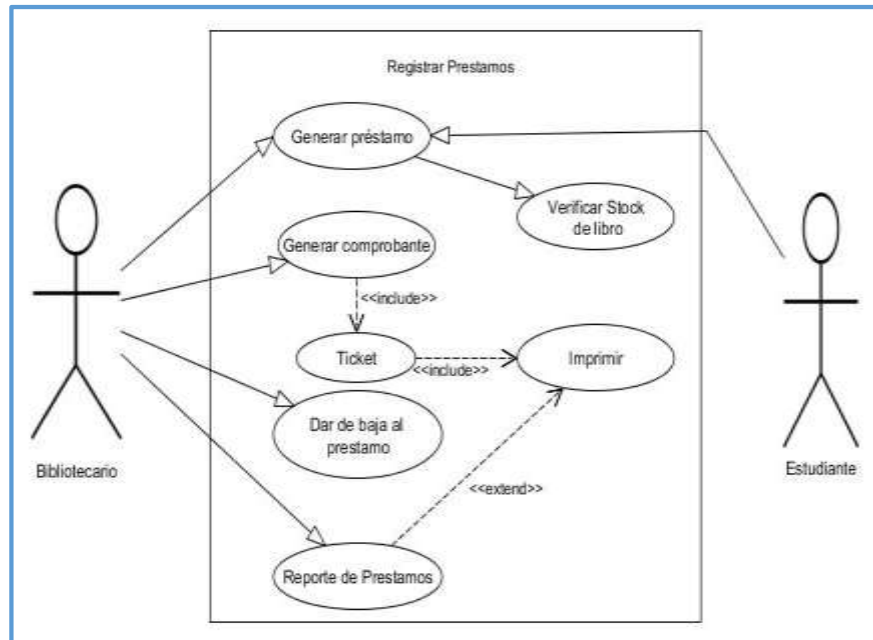 Registrar Prestamos
Generar préstamo
Verificar Stock
de libro
Generar comprobante
<<include>>
Ticket
<<include>>
Imprimir
Dar de baja al
prestamo
Bibliotecario
Estudiante
<<extend>>
Reporte de Prestamos